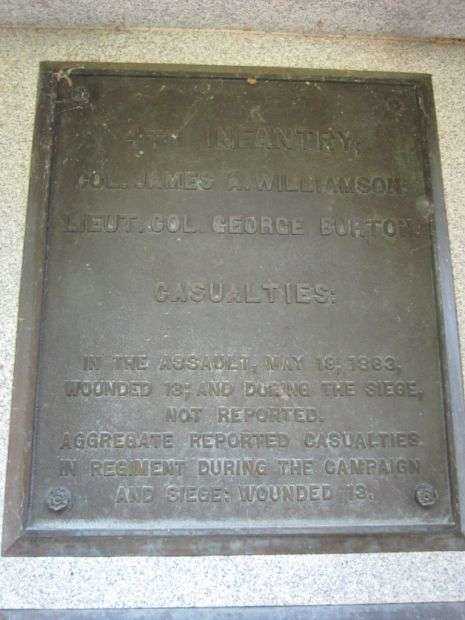 4TH INFANTRY,
COL. JAMES A. WILLIAMSON,
LIEUT. COL. GEORGE BURTON.
CASUALTIES:
IN THE ASSAULT, MAY 19, 1863,
WOUNDED 13; AND DURING THE SIEGE,
NOT REPORTED.
AGGREGATE REPORTED CASUALTIES
IN REGIMENT DURING THE CAMPAIGN
AND SIEGE: WOUNDED 13.